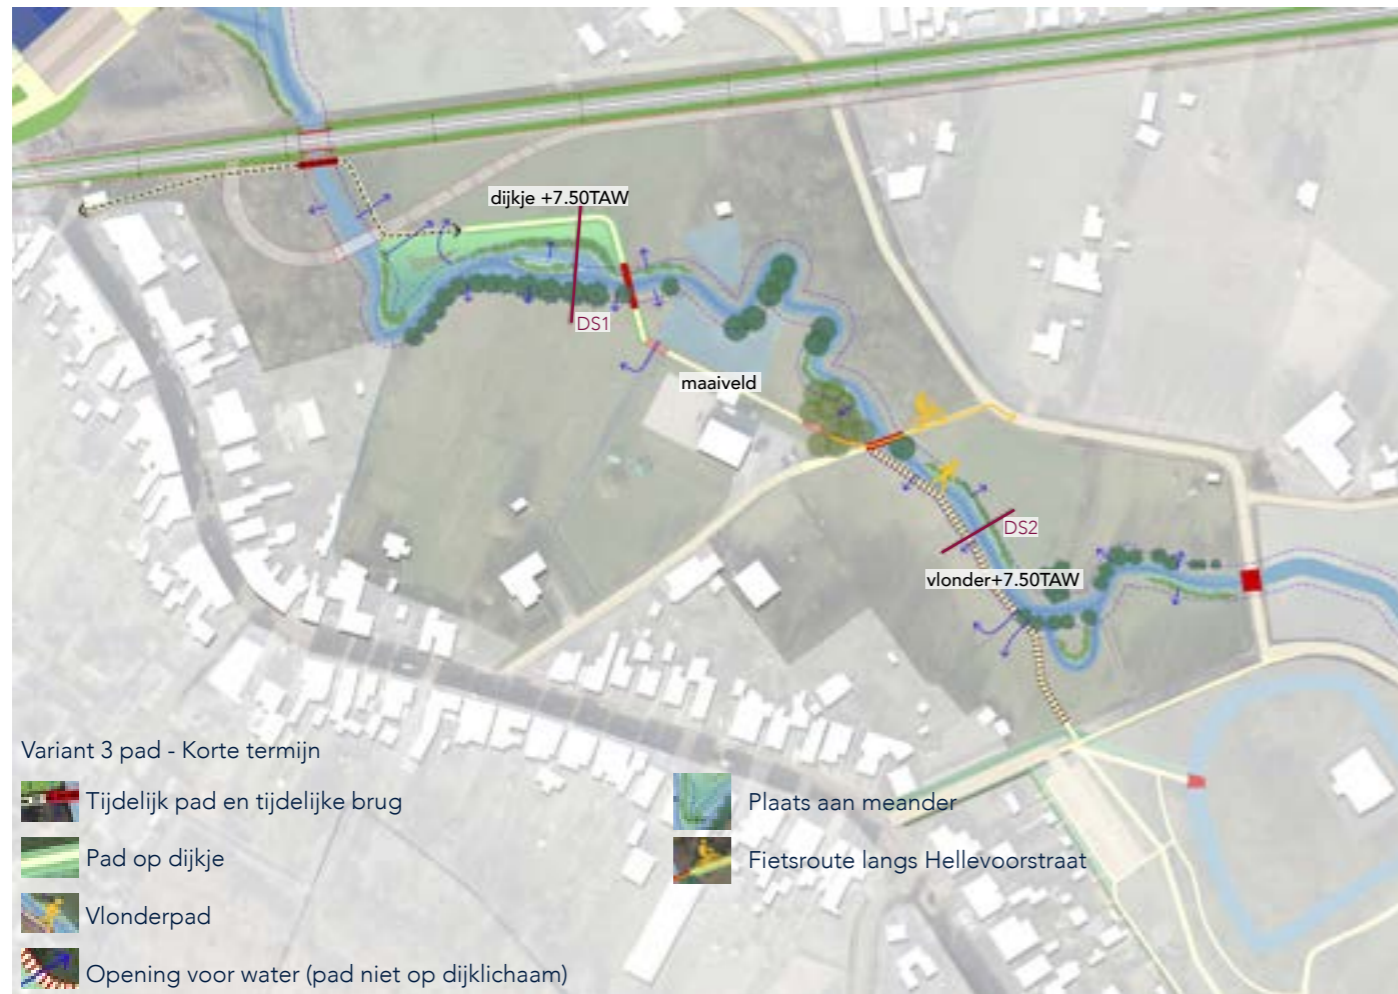 dijkje +7.50TAW
DS1
maaiveld
DS2
vlonder+7.50TAW
Variant 3 pad - Korte termijn
Tijdelijk pad en tijdelijke brug
Pad op dijkje
Vlonderpad
Opening voor water (pad niet op dijklichaam)
Plaats aan meander
Fietsroute langs Hellevoorstraat